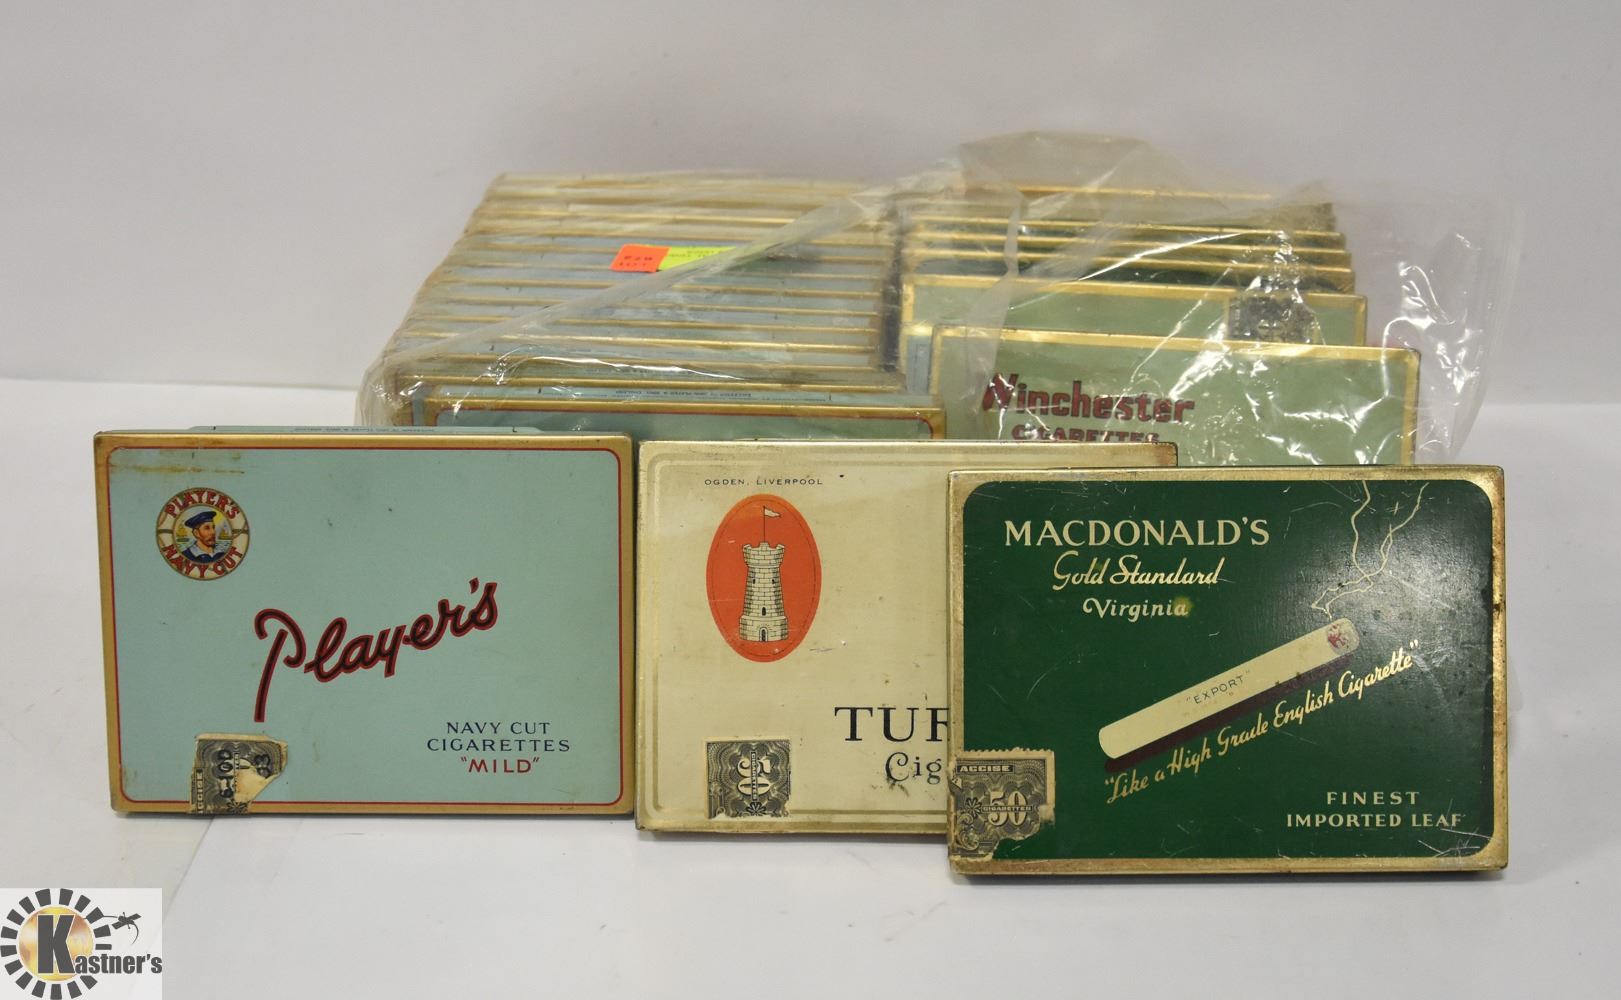 Winchester
CIGARETTES
PLAYER'S
NAVY CUT
Player's
NAVY CUT
CIGARETTES
"MILD"
OGDEN, LIVERPOOL
TUR
Cig
MACDONALD'S
Gold Standard
Virginia
"EXPORT"
"Like a High Grade English Cigarette"
FINEST
IMPORTED LEAF
ACCISE
50
CIGARETTES
Kastner's